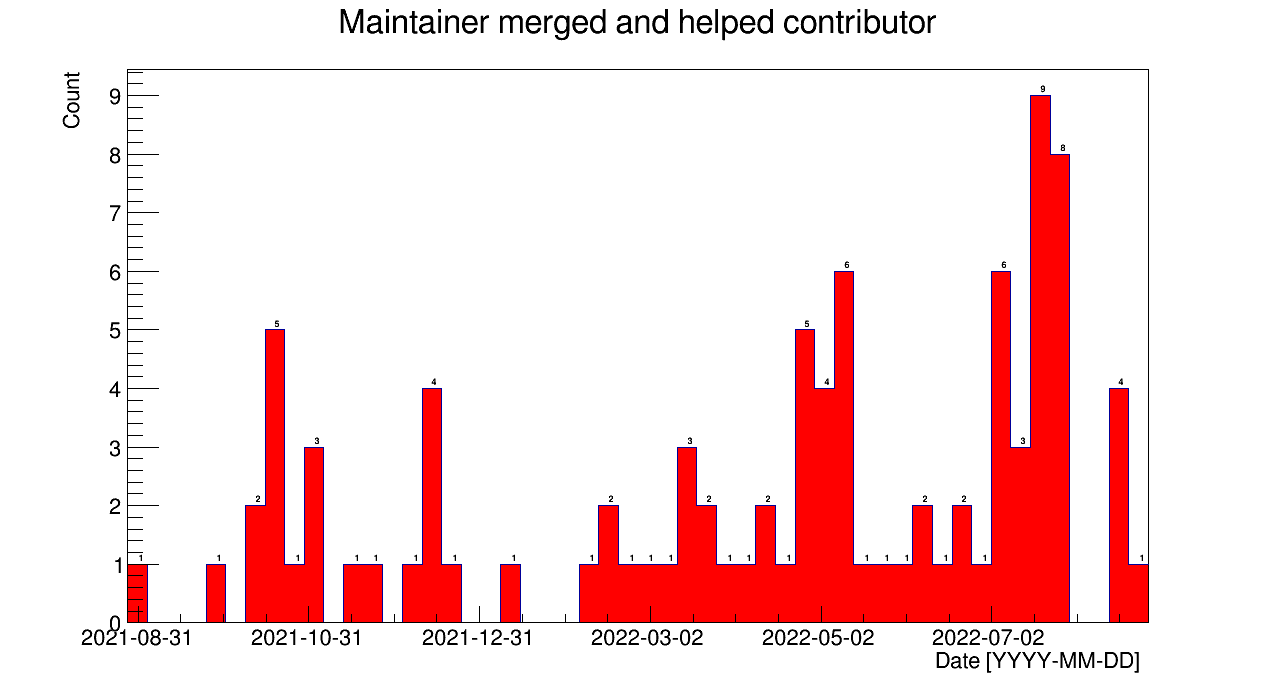 Maintainer merged and helped contributor
Count
9
8
7
6
5
4
3
2
1
0
1 1 2 5 1 3 1 1 1 4 1 1 1 2 1 1 1 3 2 1 1 2 1 5 4 6 1 1 1 2 1 2 1 6 3 9 8 4 1
2021-08-31 2021-10-31 2021-12-31 2022-03-02 2022-05-02 2022-07-02
Date [YYYY-MM-DD]